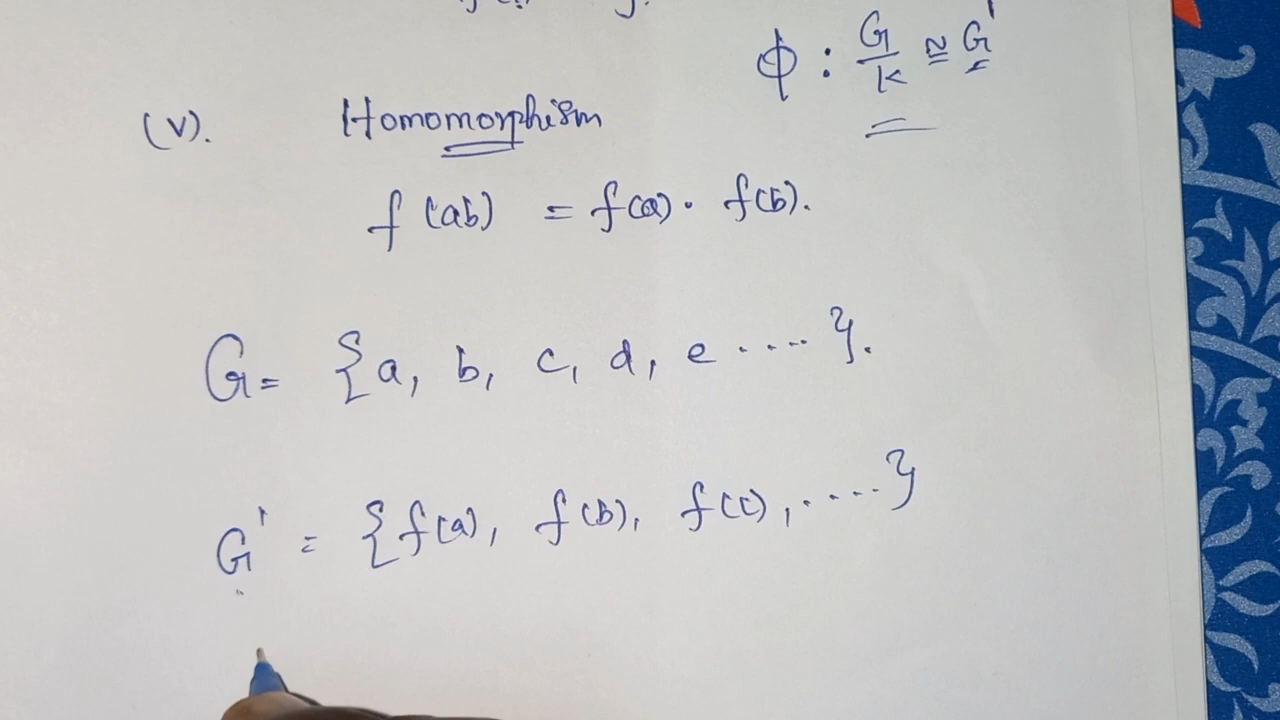 ϕ : G/K ≅ G'
(V). Homomorphism
f(ab) = f(a) · f(b).
G = {a, b, c, d, e ..... }.
G' = {f(a), f(b), f(c), ..... }